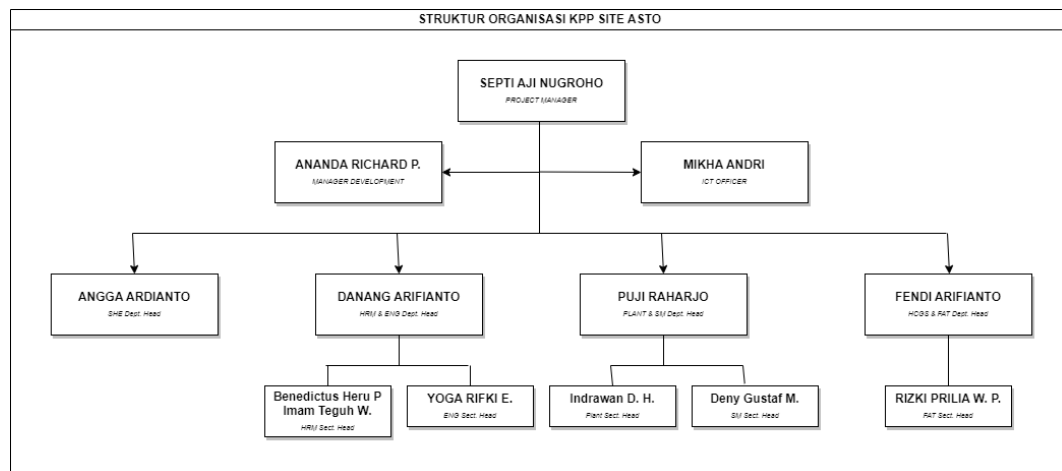 STRUKTUR ORGANISASI KPP SITE ASTO
SEPTI AJI NUGROHO
PROJECT MANAGER
ANANDA RICHARD P.
MANAGER DEVELOPMENT
MIKHA ANDRI
ICT OFFICER
ANGGA ARDIANTO
SHE Dept. Head
DANANG ARIFIANTO
HRM & ENG Dept. Head
PUJI RAHARJO
PLANT & SM Dept. Head
FENDI ARIFIANTO
HCGS & FAT Dept. Head
Benedictus Heru P
Imam Teguh W.
HRM Sect. Head
YOGA RIFKI E.
ENG Sect. Head
Indrawan D. H.
Plant Sect. Head
Deny Gustaf M.
SM Sect. Head
RIZKI PRILIA W. P.
FAT Sect. Head